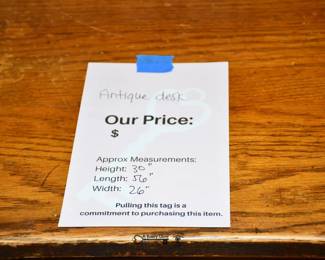 Antique desk
Our Price:
$
Approx Measurements:
Height: 30"
Length: 56"
Width: 26"
Pulling this tag is a
commitment to purchasing this item.